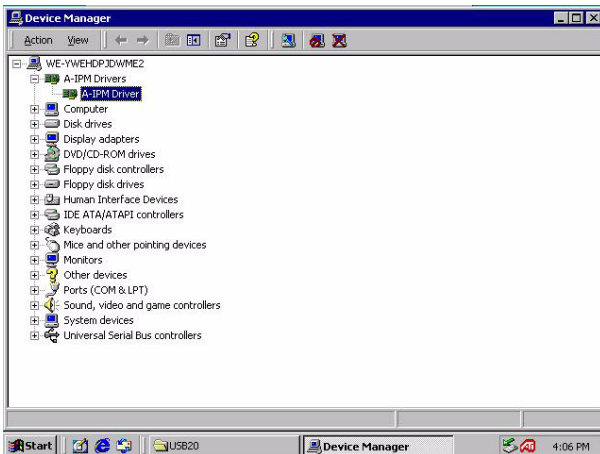 Device Manager
Action View
WE-YWEHDPJDWME2
A-IPM Drivers
A-IPM Driver
Computer
Disk drives
Display adapters
DVD/CD-ROM drives
Floppy disk controllers
Floppy disk drives
Human Interface Devices
IDE ATA/ATAPI controllers
Keyboards
Mice and other pointing devices
Monitors
Other devices
Ports (COM & LPT)
Sound, video and game controllers
System devices
Universal Serial Bus controllers
Start USB20 Device Manager 4:06 PM